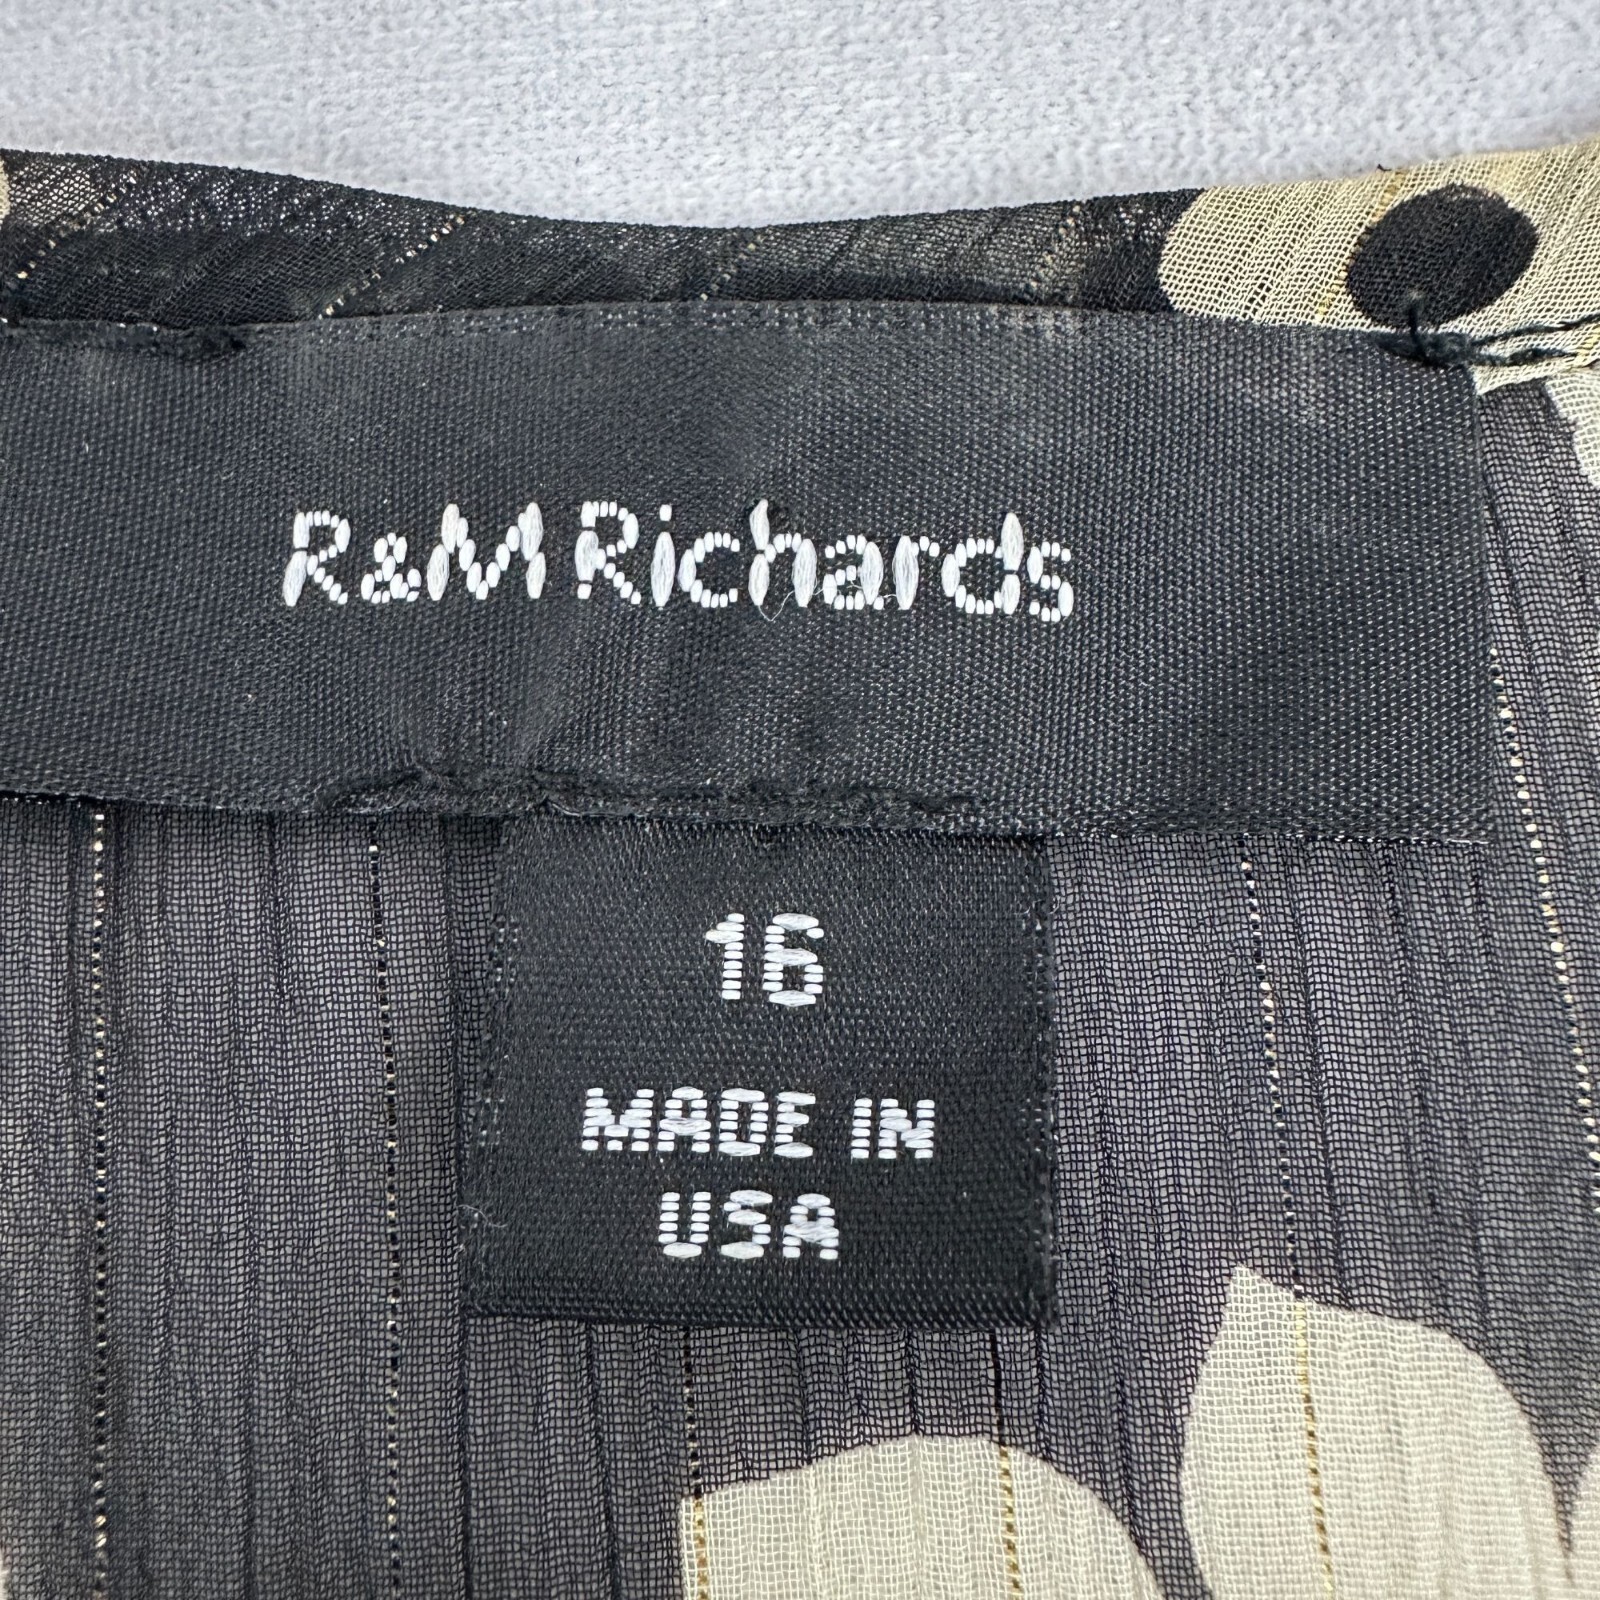 R&M Richards
16
MADE IN
USA